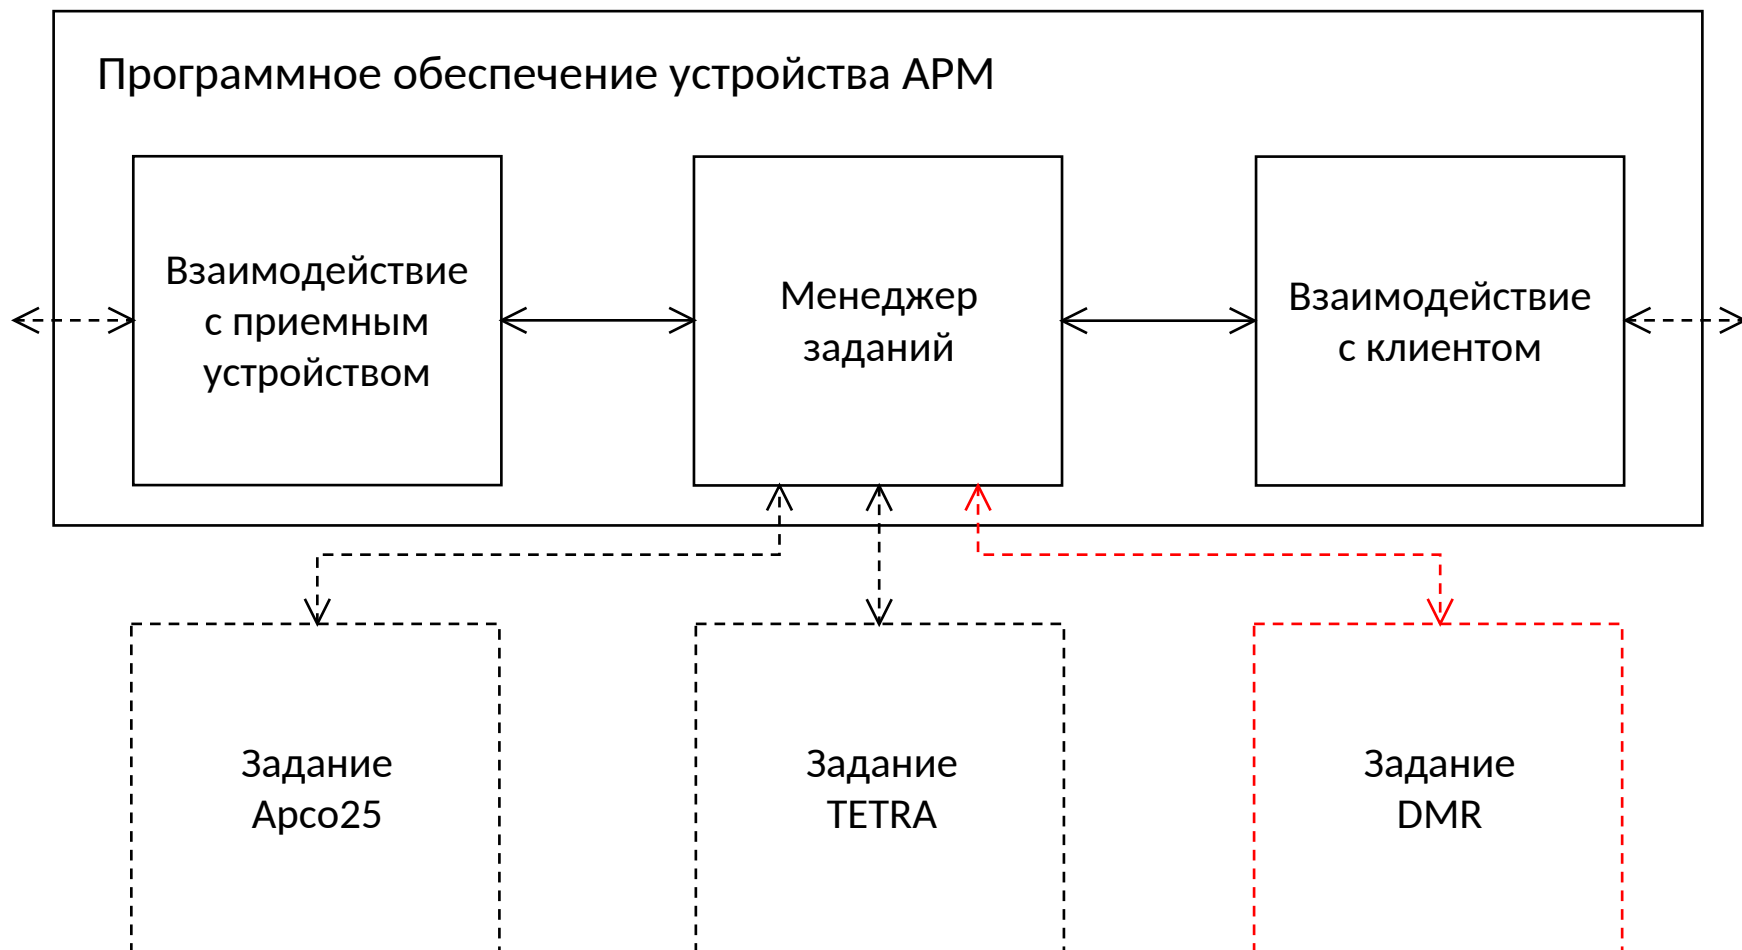 Программное обеспечение устройства АРМ
Взаимодействие
с приемным
устройством
Менеджер
заданий
Взаимодействие
с клиентом
Задание
Apco25
Задание
TETRA
Задание
DMR